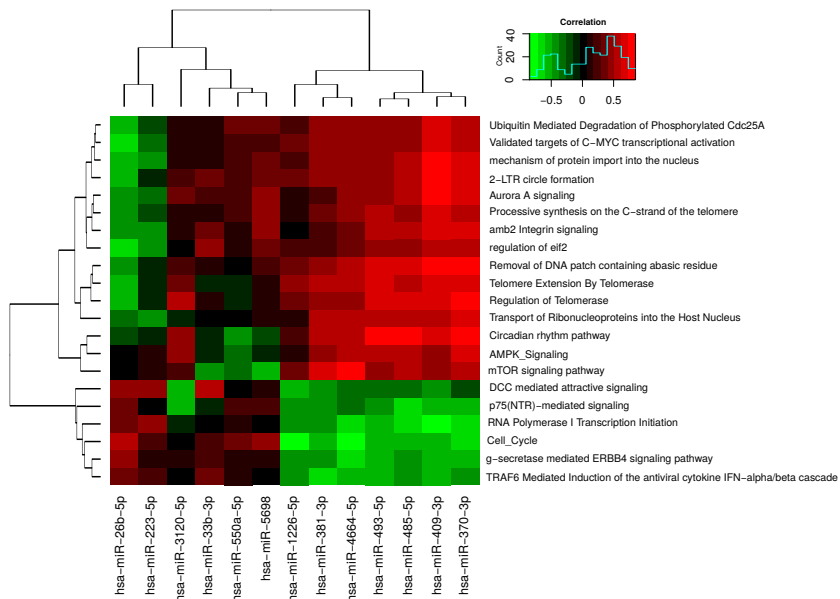 Correlation
Count
0 20 40
−0.5 0 0.5
Ubiquitin Mediated Degradation of Phosphorylated Cdc25A
Validated targets of C−MYC transcriptional activation
mechanism of protein import into the nucleus
2−LTR circle formation
Aurora A signaling
Processive synthesis on the C−strand of the telomere
amb2 Integrin signaling
regulation of eif2
Removal of DNA patch containing abasic residue
Telomere Extension By Telomerase
Regulation of Telomerase
Transport of Ribonucleoproteins into the Host Nucleus
Circadian rhythm pathway
AMPK_Signaling
mTOR signaling pathway
DCC mediated attractive signaling
p75(NTR)−mediated signaling
RNA Polymerase I Transcription Initiation
Cell_Cycle
g−secretase mediated ERBB4 signaling pathway
TRAF6 Mediated Induction of the antiviral cytokine IFN−alpha/beta cascade
hsa−miR−26b−5p
hsa−miR−223−5p
hsa−miR−3120−5p
hsa−miR−33b−3p
hsa−miR−550a−5p
hsa−miR−5698
hsa−miR−1226−5p
hsa−miR−381−3p
hsa−miR−4664−5p
hsa−miR−493−5p
hsa−miR−485−5p
hsa−miR−409−3p
hsa−miR−370−3p